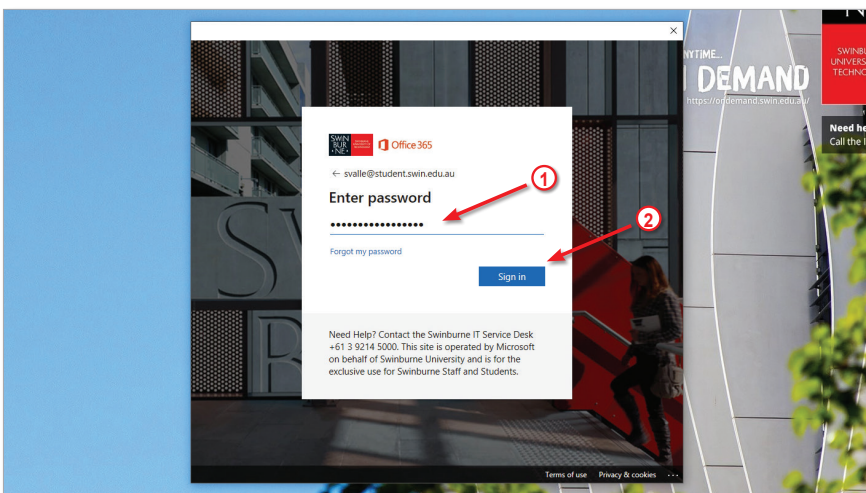 NYTIME...
DEMAND
https://ondemand.swin.edu.au/
SWINBU
UNIVERS
TECHNO
Need he
Call the I
SWIN
BUR
•NE•
Office 365
← svalle@student.swin.edu.au
Enter password
•••••••••••••••••
Forgot my password
Sign in
1
2
Need Help? Contact the Swinburne IT Service Desk
+61 3 9214 5000. This site is operated by Microsoft
on behalf of Swinburne University and is for the
exclusive use for Swinburne Staff and Students.
Terms of use Privacy & cookies ...